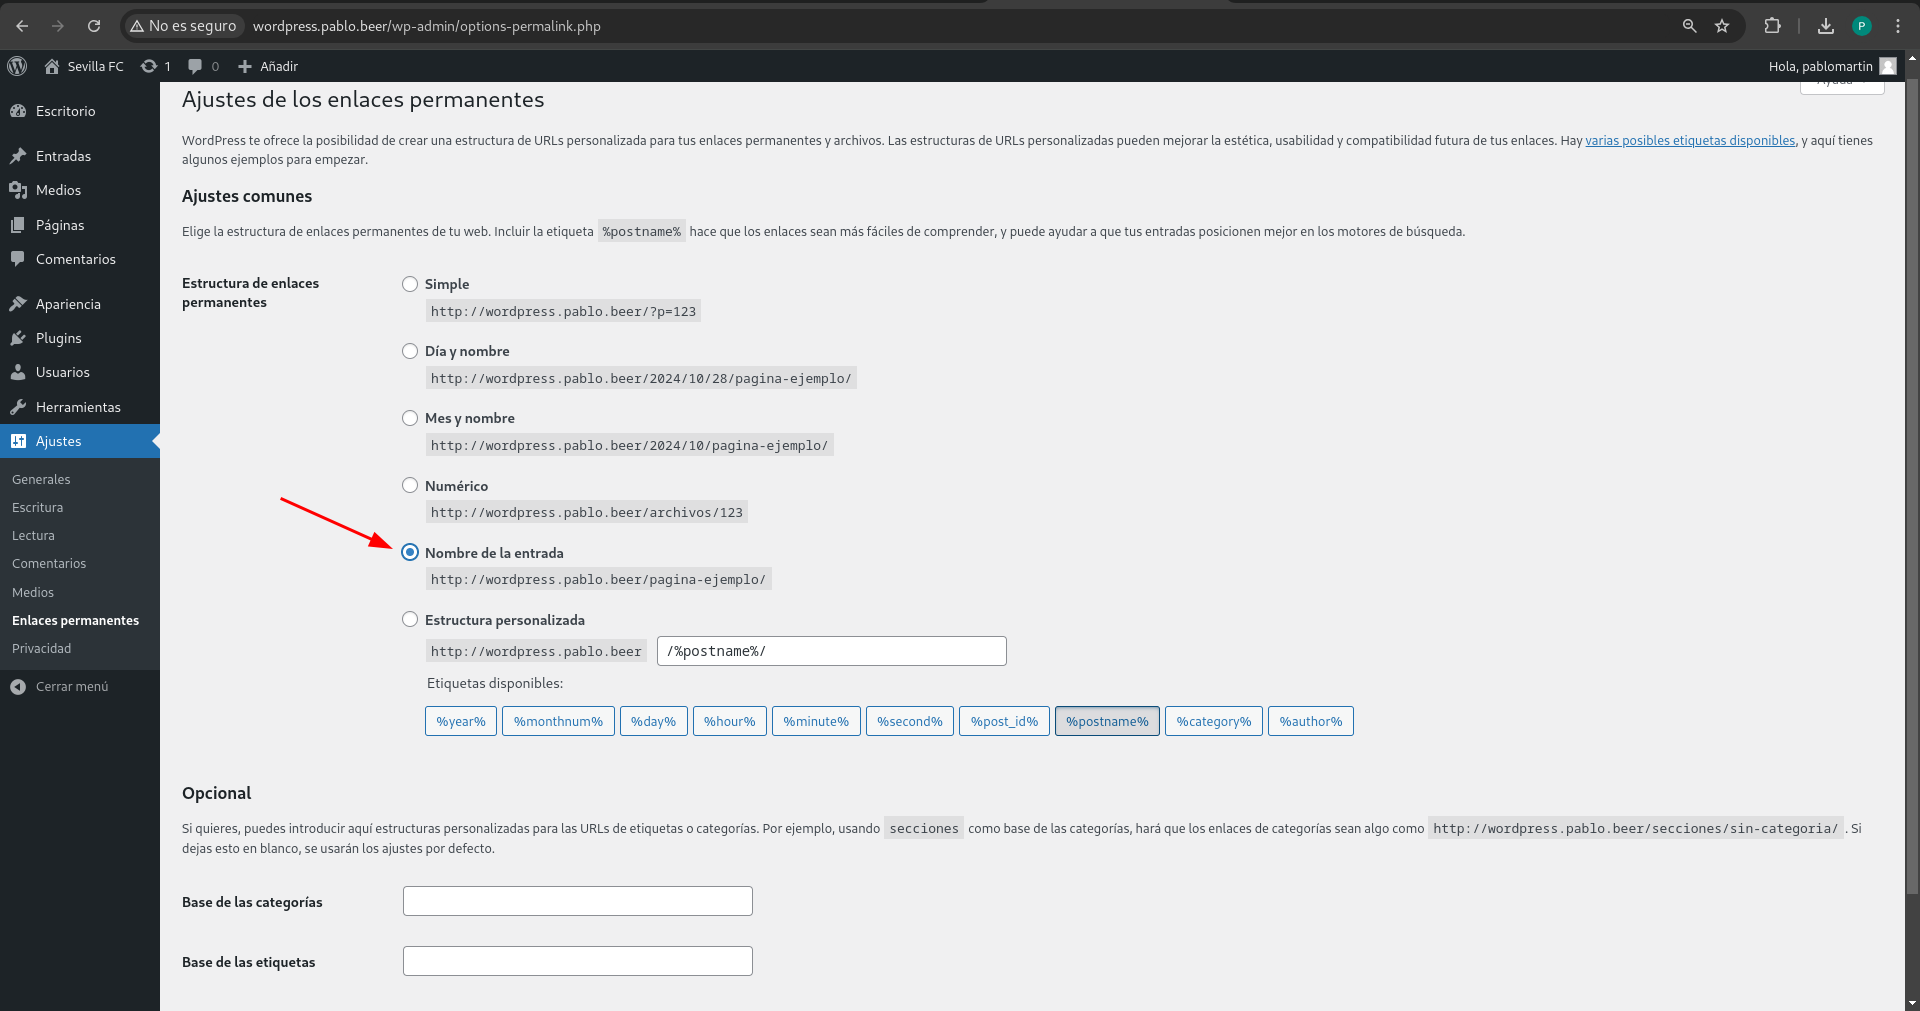 No es seguro
wordpress.pablo.beer/wp-admin/options-permalink.php
P
Sevilla FC
1
0
Añadir
Hola, pablomartin
Escritorio
Entradas
Medios
Páginas
Comentarios
Apariencia
Plugins
Usuarios
Herramientas
Ajustes
Generales
Escritura
Lectura
Comentarios
Medios
Enlaces permanentes
Privacidad
Cerrar menú
Ayuda
Ajustes de los enlaces permanentes
WordPress te ofrece la posibilidad de crear una estructura de URLs personalizada para tus enlaces permanentes y archivos. Las estructuras de URLs personalizadas pueden mejorar la estética, usabilidad y compatibilidad futura de tus enlaces. Hay varias posibles etiquetas disponibles, y aquí tienes
algunos ejemplos para empezar.
Ajustes comunes
Elige la estructura de enlaces permanentes de tu web. Incluir la etiqueta %postname% hace que los enlaces sean más fáciles de comprender, y puede ayudar a que tus entradas posicionen mejor en los motores de búsqueda.
Estructura de enlaces
permanentes
Simple
http://wordpress.pablo.beer/?p=123
Día y nombre
http://wordpress.pablo.beer/2024/10/28/pagina-ejemplo/
Mes y nombre
http://wordpress.pablo.beer/2024/10/pagina-ejemplo/
Numérico
http://wordpress.pablo.beer/archivos/123
Nombre de la entrada
http://wordpress.pablo.beer/pagina-ejemplo/
Estructura personalizada
http://wordpress.pablo.beer /%postname%/
Etiquetas disponibles:
%year% %monthnum% %day% %hour% %minute% %second% %post_id% %postname% %category% %author%
Opcional
Si quieres, puedes introducir aquí estructuras personalizadas para las URLs de etiquetas o categorías. Por ejemplo, usando secciones como base de las categorías, hará que los enlaces de categorías sean algo como http://wordpress.pablo.beer/secciones/sin-categoria/ . Si
dejas esto en blanco, se usarán los ajustes por defecto.
Base de las categorías
Base de las etiquetas